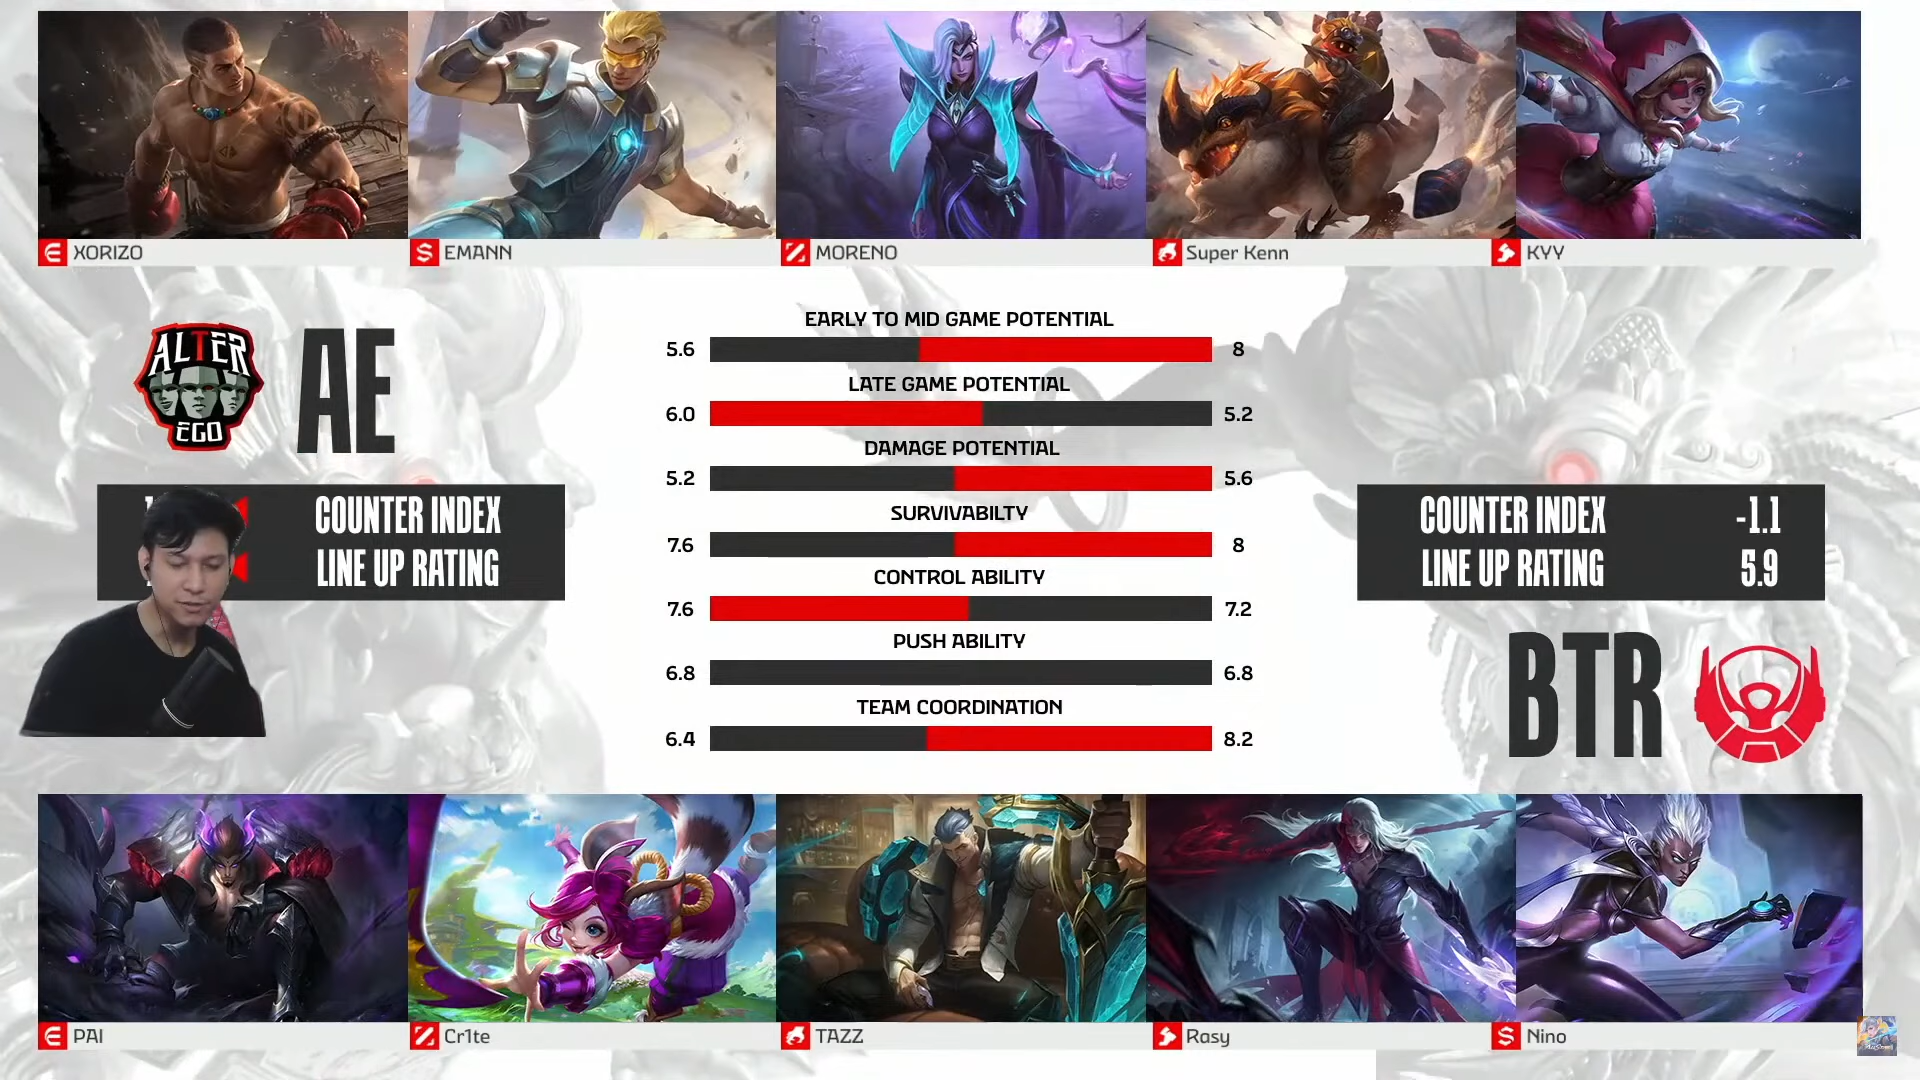 XORIZO
EMANN
MORENO
Super Kenn
KYY
ALTER
EGO
AE
COUNTER INDEX
LINE UP RATING
EARLY TO MID GAME POTENTIAL
5.6 8
LATE GAME POTENTIAL
6.0 5.2
DAMAGE POTENTIAL
5.2 5.6
SURVIVABILTY
7.6 8
CONTROL ABILITY
7.6 7.2
PUSH ABILITY
6.8 6.8
TEAM COORDINATION
6.4 8.2
COUNTER INDEX -1.1
LINE UP RATING 5.9
BTR
PAI
Cr1te
TAZZ
Rasy
Nino